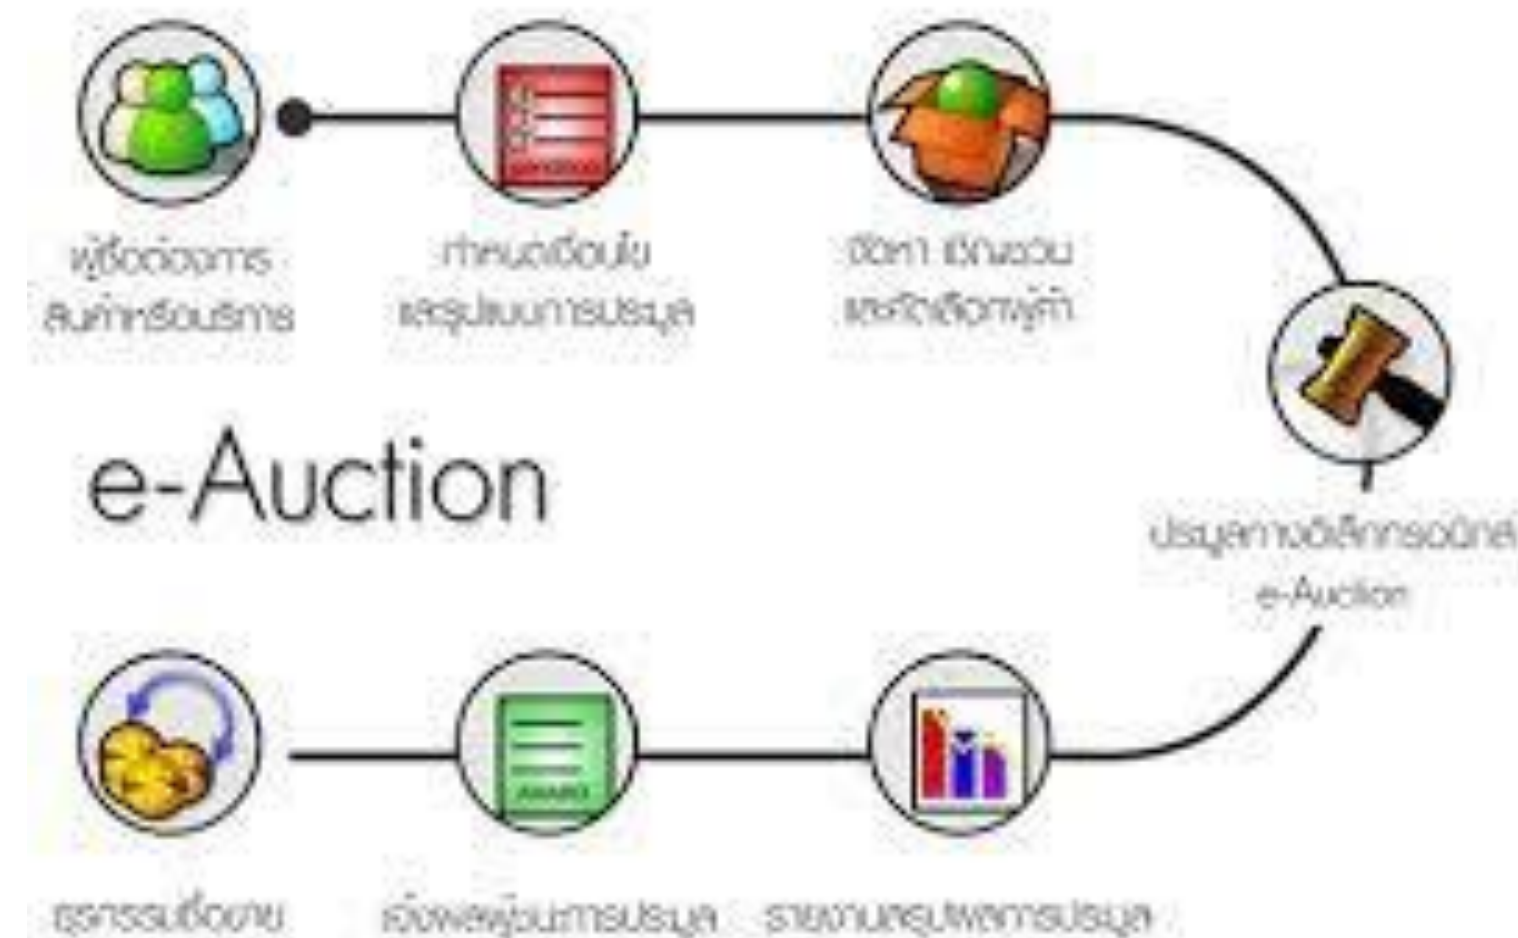 ผู้ซื้อต้องการ
สินค้าหรือบริการ
กำหนดเงื่อนไข
และรูปแบบการประมูล
จัดหา เชิญชวน
และคัดเลือกผู้ค้า
ประมูลทางอิเล็กทรอนิกส์
e-Auction
e-Auction
ธุรกรรมซื้อขาย
AWARD
แจ้งผลผู้ชนะการประมูล
รายงานสรุปผลการประมูล